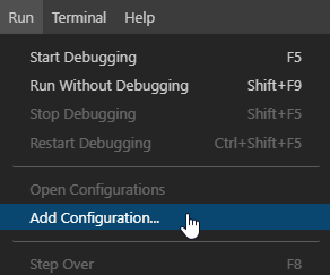 Run Terminal Help
Start Debugging F5
Run Without Debugging Shift+F9
Stop Debugging Shift+F5
Restart Debugging Ctrl+Shift+F5
Open Configurations
Add Configuration...
Step Over F8